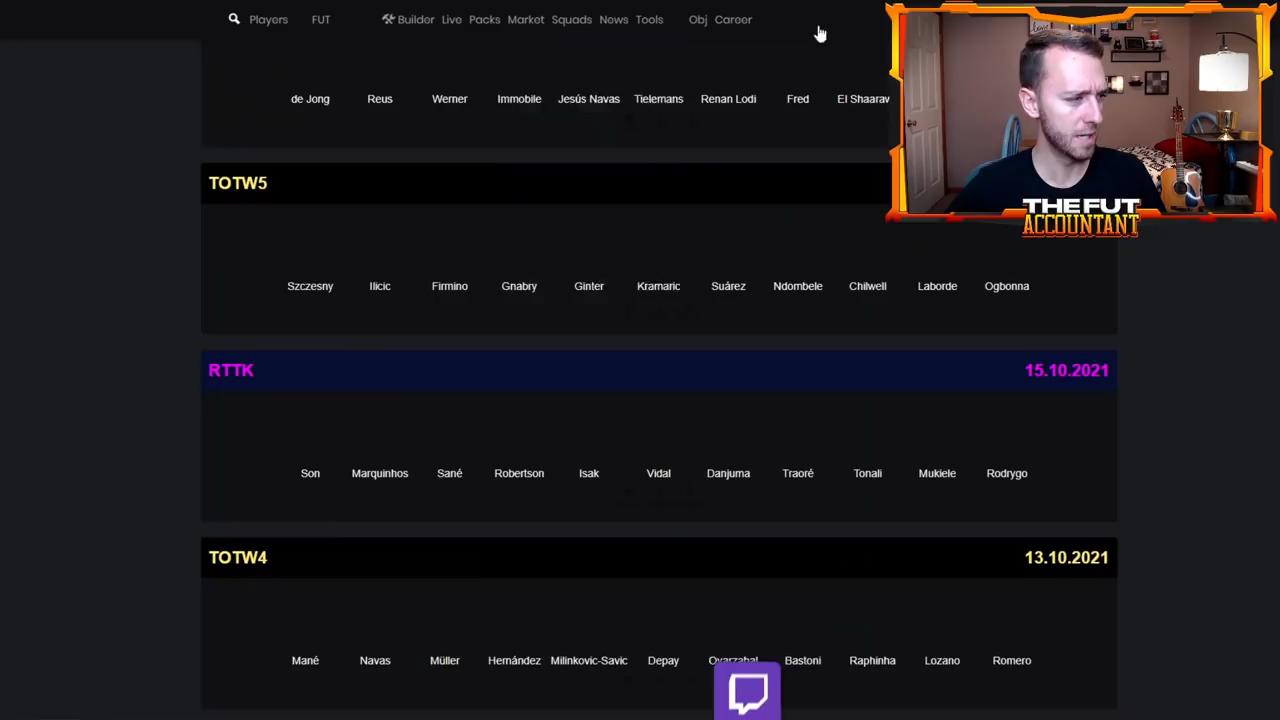 Players FUT Builder Live Packs Market Squads News Tools Obj Career
de Jong Reus Werner Immobile Jesús Navas Tielemans Renan Lodi Fred El Shaaraw
THE FUT
ACCOUNTANT
TOTW5
Szczesny Ilicic Firmino Gnabry Ginter Kramaric Suárez Ndombele Chilwell Laborde Ogbonna
RTTK 15.10.2021
Son Marquinhos Sané Robertson Isak Vidal Danjuma Traoré Tonali Mukiele Rodrygo
TOTW4 13.10.2021
Mané Navas Müller Hernández Milinkovic-Savic Depay Oyarzabal Bastoni Raphinha Lozano Romero